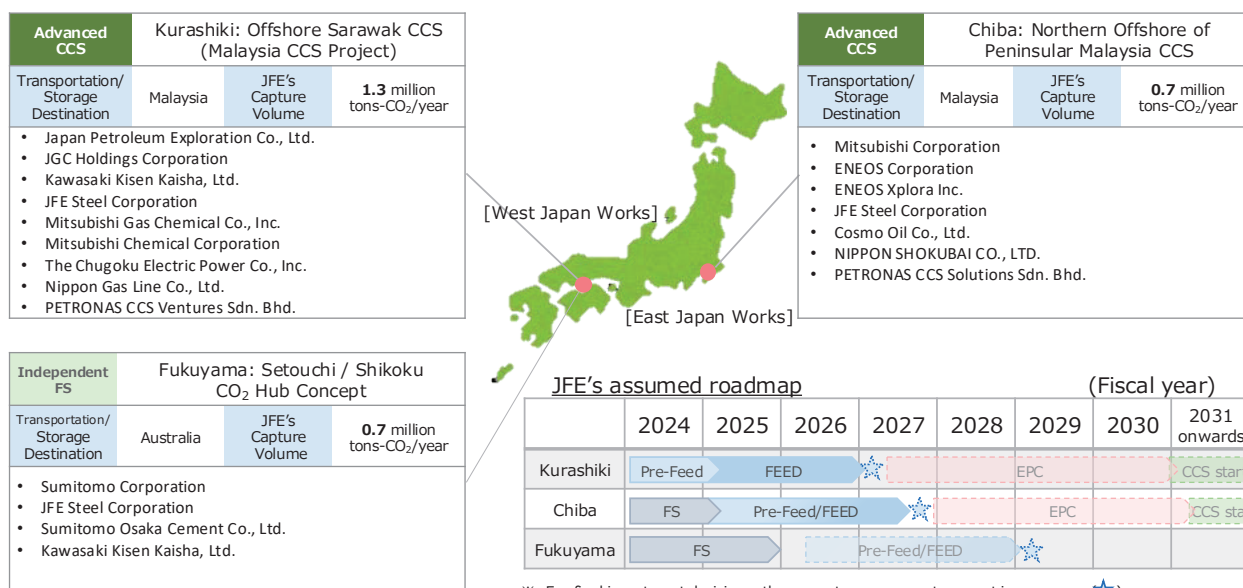 Advanced
CCS
Kurashiki: Offshore Sarawak CCS
(Malaysia CCS Project)
Transportation/
Storage
Destination
Malaysia
JFE's
Capture
Volume
1.3 million
tons-CO₂/year
• Japan Petroleum Exploration Co., Ltd.
• JGC Holdings Corporation
• Kawasaki Kisen Kaisha, Ltd.
• JFE Steel Corporation
• Mitsubishi Gas Chemical Co., Inc.
• Mitsubishi Chemical Corporation
• The Chugoku Electric Power Co., Inc.
• Nippon Gas Line Co., Ltd.
• PETRONAS CCS Ventures Sdn. Bhd.
Advanced
CCS
Chiba: Northern Offshore of
Peninsular Malaysia CCS
Transportation/
Storage
Destination
Malaysia
JFE's
Capture
Volume
0.7 million
tons-CO₂/year
• Mitsubishi Corporation
• ENEOS Corporation
• ENEOS Xplora Inc.
• JFE Steel Corporation
• Cosmo Oil Co., Ltd.
• NIPPON SHOKUBAI CO., LTD.
• PETRONAS CCS Solutions Sdn. Bhd.
[West Japan Works]
[East Japan Works]
Independent
FS
Fukuyama: Setouchi / Shikoku
CO₂ Hub Concept
Transportation/
Storage
Destination
Australia
JFE's
Capture
Volume
0.7 million
tons-CO₂/year
• Sumitomo Corporation
• JFE Steel Corporation
• Sumitomo Osaka Cement Co., Ltd.
• Kawasaki Kisen Kaisha, Ltd.
JFE's assumed roadmap (Fiscal year)
2024 2025 2026 2027 2028 2029 2030 2031
onwards
Kurashiki Pre-Feed FEED EPC CCS star
Chiba FS Pre-Feed/FEED EPC CCS sta
Fukuyama FS Pre-Feed/FEED